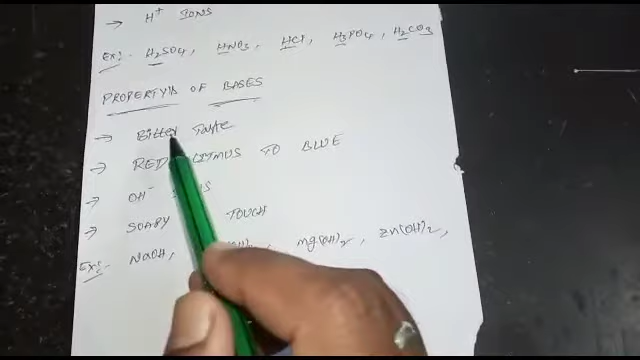 → H⁺ IONS
Ex:- H₂SO₄, HNO₃, HCl, H₃PO₄, H₂CO₃
PROPERTY'S OF BASES
→ Bitter Taste
→ RED LITMUS TO BLUE
→ OH⁻
→ SOAPY TOUCH
Ex:- NaOH, mg(OH)₂, Zn(OH)₂,